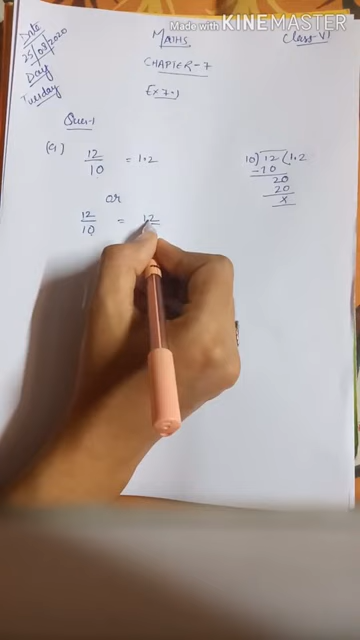 Made with KINEMASTER
Date
25/08/2020
Day
Tuesday
MATHS
Class-VI
CHAPTER-7
Ex 7.1
Ques-1
(a) 12/10 = 1.2
10) 12 (1.2
-10
20
20
x
or
12/10 = 12